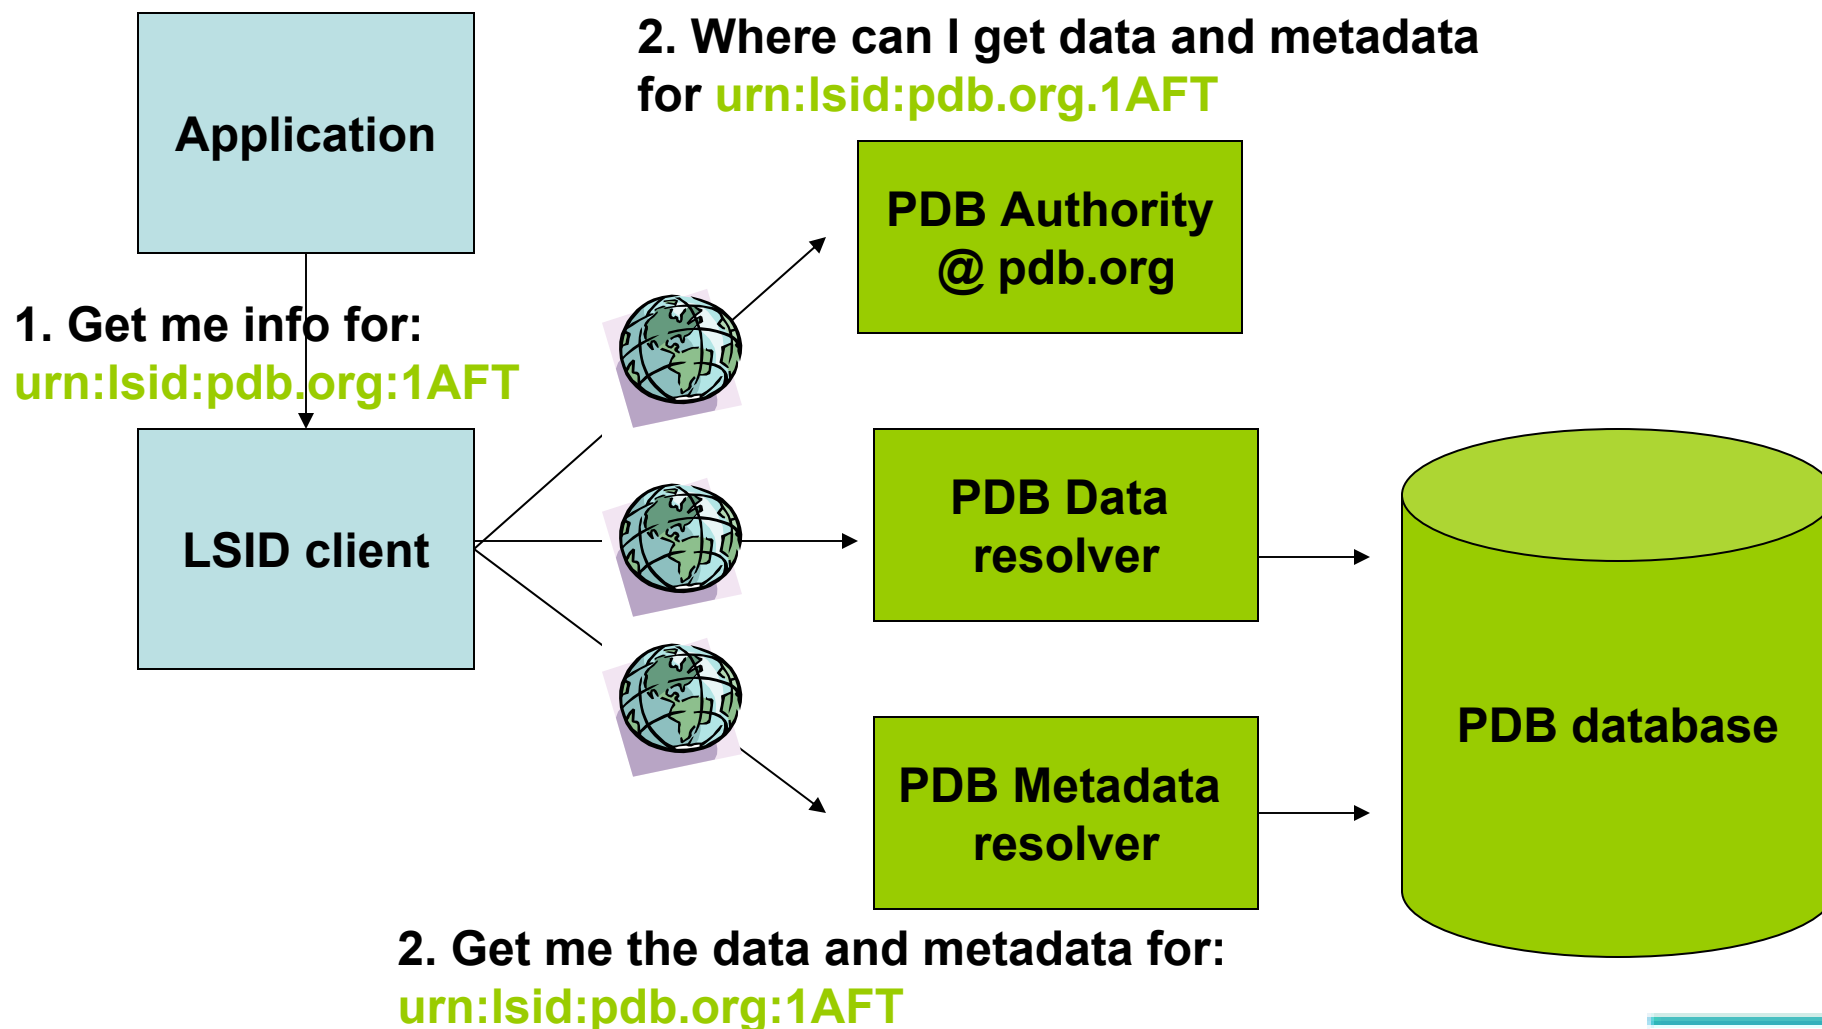 Application
2. Where can I get data and metadata
for urn:lsid:pdb.org.1AFT
PDB Authority
@ pdb.org
1. Get me info for:
urn:lsid:pdb.org:1AFT
LSID client
PDB Data
resolver
PDB Metadata
resolver
PDB database
2. Get me the data and metadata for:
urn:lsid:pdb.org:1AFT